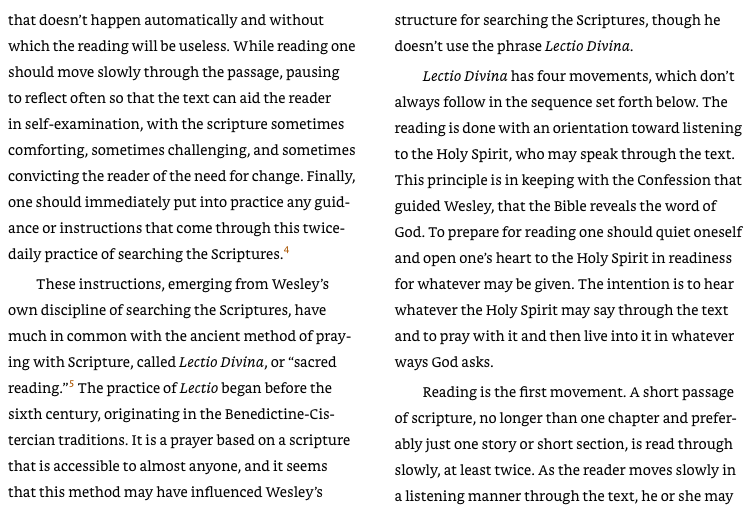 that doesn't happen automatically and without
which the reading will be useless. While reading one
should move slowly through the passage, pausing
to reflect often so that the text can aid the reader
in self-examination, with the scripture sometimes
comforting, sometimes challenging, and sometimes
convicting the reader of the need for change. Finally,
one should immediately put into practice any guid-
ance or instructions that come through this twice-
daily practice of searching the Scriptures.4
These instructions, emerging from Wesley's
own discipline of searching the Scriptures, have
much in common with the ancient method of pray-
ing with Scripture, called Lectio Divina, or “sacred
reading.”5 The practice of Lectio began before the
sixth century, originating in the Benedictine-Cis-
tercian traditions. It is a prayer based on a scripture
that is accessible to almost anyone, and it seems
that this method may have influenced Wesley's
structure for searching the Scriptures, though he
doesn't use the phrase Lectio Divina.
Lectio Divina has four movements, which don't
always follow in the sequence set forth below. The
reading is done with an orientation toward listening
to the Holy Spirit, who may speak through the text.
This principle is in keeping with the Confession that
guided Wesley, that the Bible reveals the word of
God. To prepare for reading one should quiet oneself
and open one's heart to the Holy Spirit in readiness
for whatever may be given. The intention is to hear
whatever the Holy Spirit may say through the text
and to pray with it and then live into it in whatever
ways God asks.
Reading is the first movement. A short passage
of scripture, no longer than one chapter and prefer-
ably just one story or short section, is read through
slowly, at least twice. As the reader moves slowly in
a listening manner through the text, he or she may